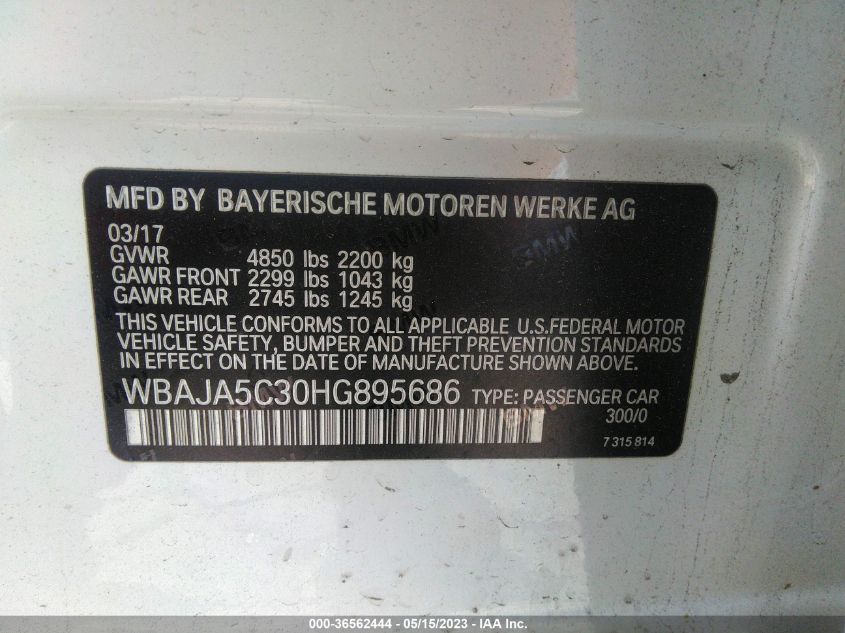 MFD BY BAYERISCHE MOTOREN WERKE AG
03/17
GVWR 4850 lbs 2200 kg
GAWR FRONT 2299 lbs 1043 kg
GAWR REAR 2745 lbs 1245 kg
THIS VEHICLE CONFORMS TO ALL APPLICABLE U.S.FEDERAL MOTOR
VEHICLE SAFETY, BUMPER AND THEFT PREVENTION STANDARDS
IN EFFECT ON THE DATE OF MANUFACTURE SHOWN ABOVE.
WBAJA5C30HG895686 TYPE: PASSENGER CAR
300/0
7 315 814
000-36562444 - 05/15/2023 - IAA Inc.